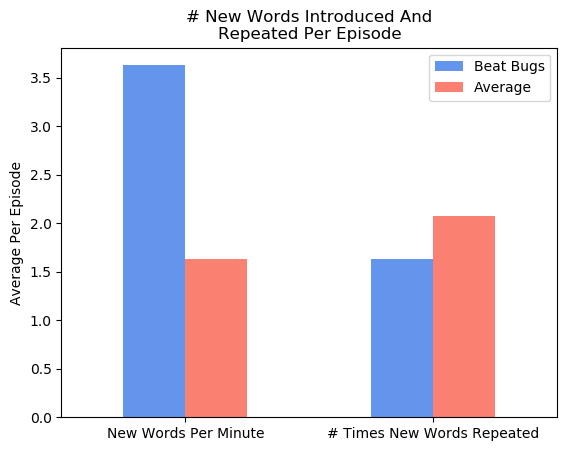 # New Words Introduced And
Repeated Per Episode
Beat Bugs
Average
Average Per Episode
3.5
3.0
2.5
2.0
1.5
1.0
0.5
0.0
New Words Per Minute
# Times New Words Repeated